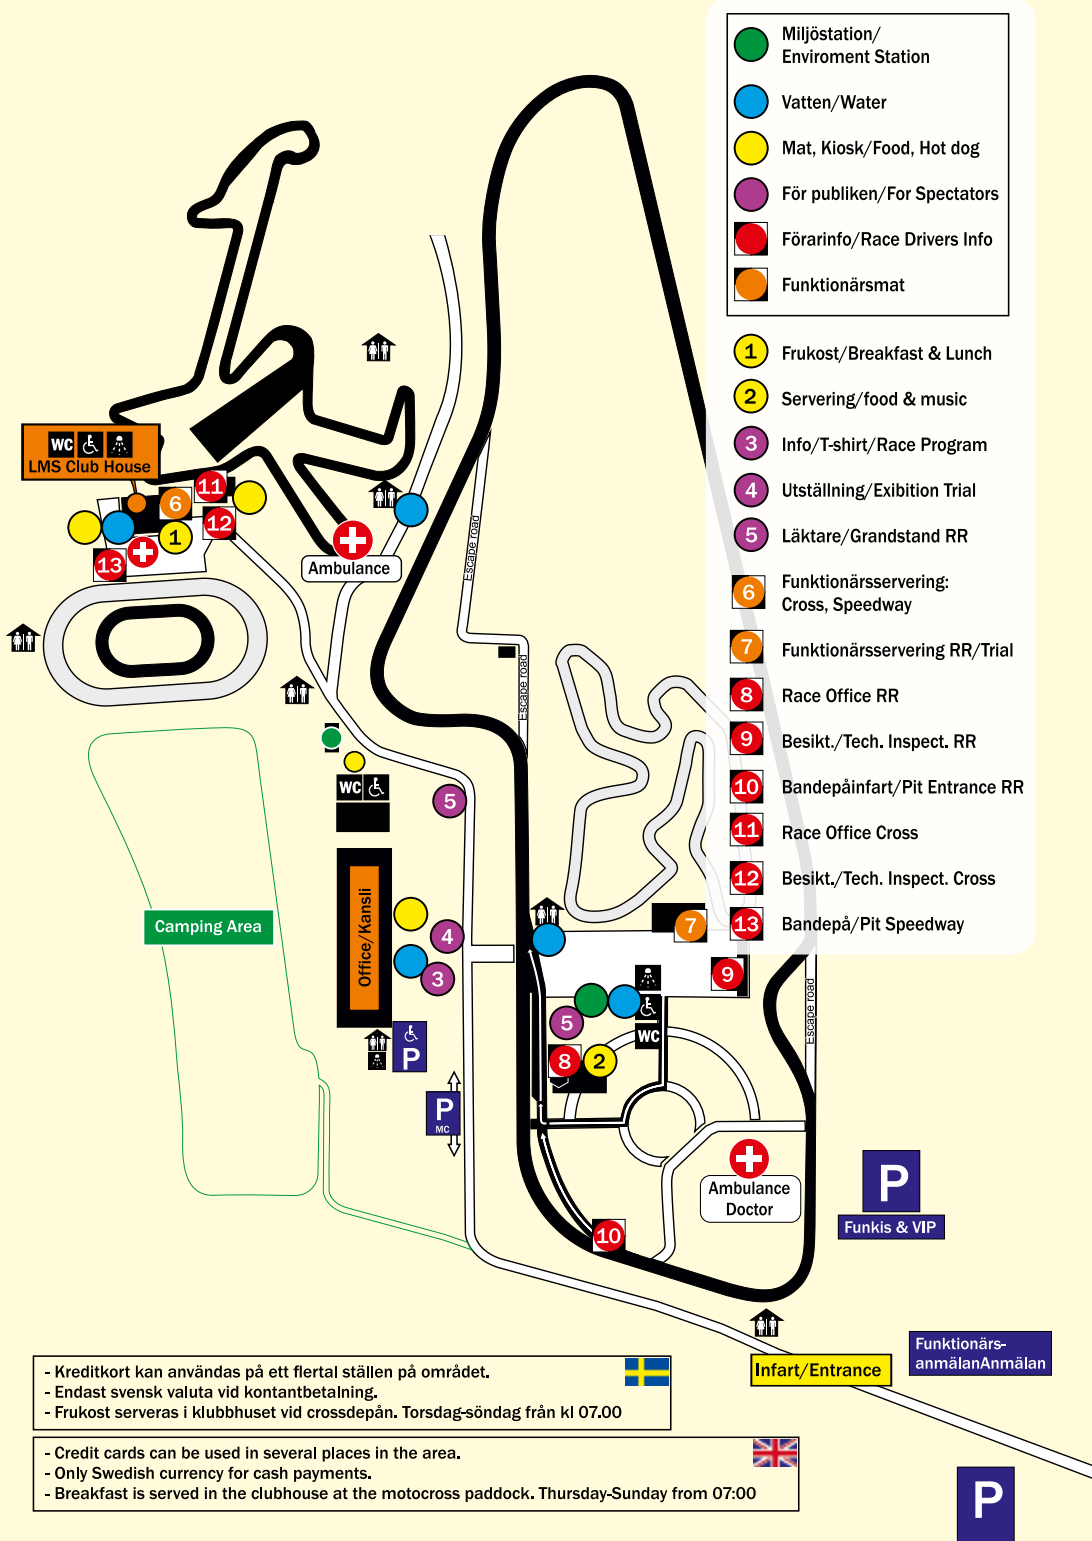 Miljöstation/
Enviroment Station
Vatten/Water
Mat, Kiosk/Food, Hot dog
För publiken/For Spectators
Förarinfo/Race Drivers Info
Funktionärsmat
1 Frukost/Breakfast & Lunch
2 Servering/food & music
3 Info/T-shirt/Race Program
4 Utställning/Exibition Trial
5 Läktare/Grandstand RR
6 Funktionärsservering:
Cross, Speedway
7 Funktionärsservering RR/Trial
8 Race Office RR
9 Besikt./Tech. Inspect. RR
10 Bandepåinfart/Pit Entrance RR
11 Race Office Cross
12 Besikt./Tech. Inspect. Cross
13 Bandepå/Pit Speedway
WC
LMS Club House
11
6
12
1
13
Ambulance
Escape road
Escape road
WC
5
Office/Kansli
Camping Area
4
3
7
9
5
WC
8
2
Escape road
P
P
MC
Ambulance
Doctor
10
P
Funkis & VIP
Infart/Entrance
Funktionärs-
anmälanAnmälan
P
- Kreditkort kan användas på ett flertal ställen på området.
- Endast svensk valuta vid kontantbetalning.
- Frukost serveras i klubbhuset vid crossdepån. Torsdag-söndag från kl 07.00
- Credit cards can be used in several places in the area.
- Only Swedish currency for cash payments.
- Breakfast is served in the clubhouse at the motocross paddock. Thursday-Sunday from 07:00